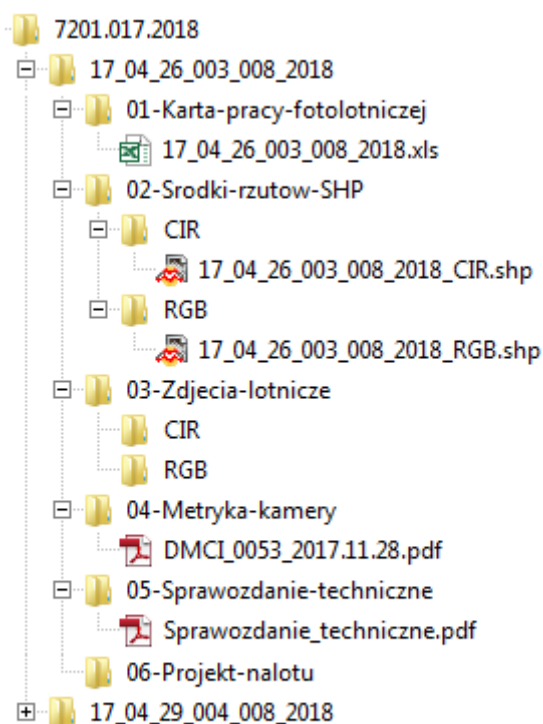 7201.017.2018
17_04_26_003_008_2018
01-Karta-pracy-fotolotniczej
17_04_26_003_008_2018.xls
02-Srodki-rzutow-SHP
CIR
17_04_26_003_008_2018_CIR.shp
RGB
17_04_26_003_008_2018_RGB.shp
03-Zdjecia-lotnicze
CIR
RGB
04-Metryka-kamery
DMCI_0053_2017.11.28.pdf
05-Sprawozdanie-techniczne
Sprawozdanie_techniczne.pdf
06-Projekt-nalotu
17_04_29_004_008_2018